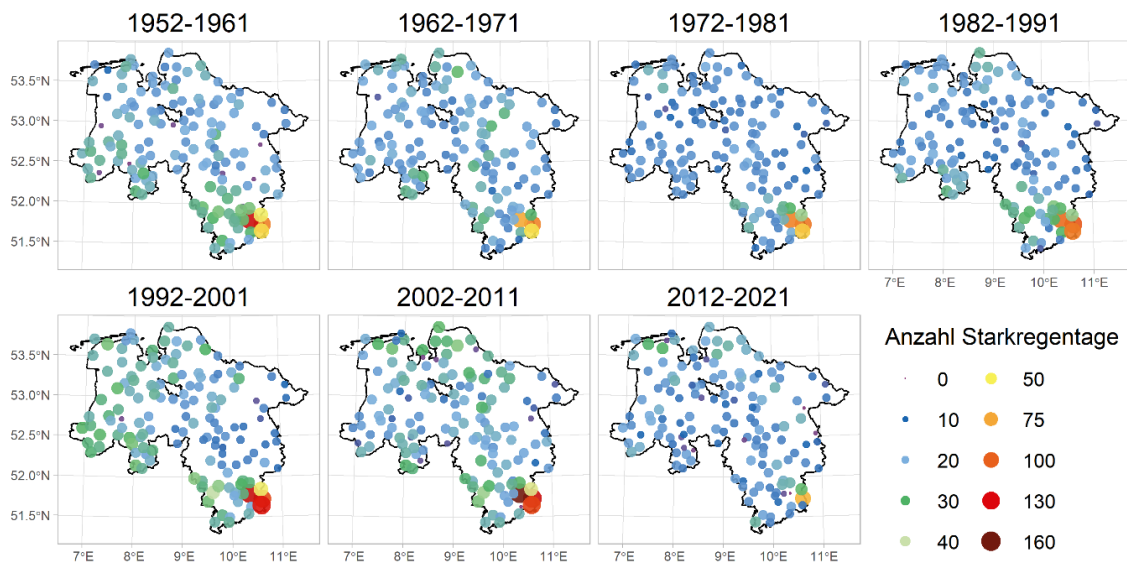 1952-1961 1962-1971 1972-1981 1982-1991
53.5°N
53.0°N
52.5°N
52.0°N
51.5°N
7°E 8°E 9°E 10°E 11°E
1992-2001 2002-2011 2012-2021
53.5°N
53.0°N
52.5°N
52.0°N
51.5°N
7°E 8°E 9°E 10°E 11°E 7°E 8°E 9°E 10°E 11°E 7°E 8°E 9°E 10°E 11°E
Anzahl Starkregentage
0 50
10 75
20 100
30 130
40 160